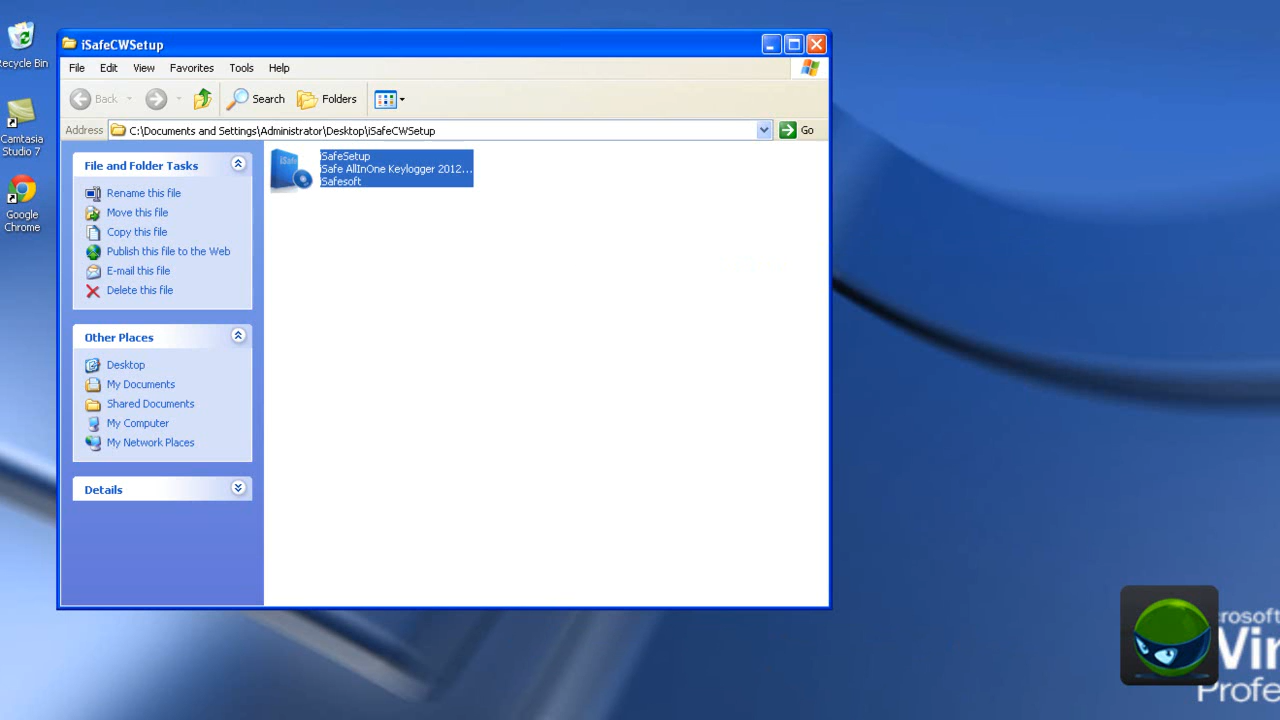 Recycle Bin
Camtasia
Studio 7
Google
Chrome
iSafeCWSetup
File Edit View Favorites Tools Help
Back Search Folders
Address C:\Documents and Settings\Administrator\Desktop\iSafeCWSetup Go
File and Folder Tasks
Rename this file
Move this file
Copy this file
Publish this file to the Web
E-mail this file
Delete this file
Other Places
Desktop
My Documents
Shared Documents
My Computer
My Network Places
Details
iSafe
iSafeSetup
iSafe AllInOne Keylogger 2012...
iSafesoft
crosoft
Win
Profe